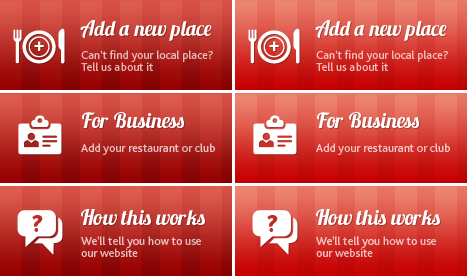 Add a new place
Can't find your local place?
Tell us about it
Add a new place
Can't find your local place?
Tell us about it
For Business
Add your restaurant or club
For Business
Add your restaurant or club
?
How this works
We'll tell you how to use
our website
?
How this works
We'll tell you how to use
our website